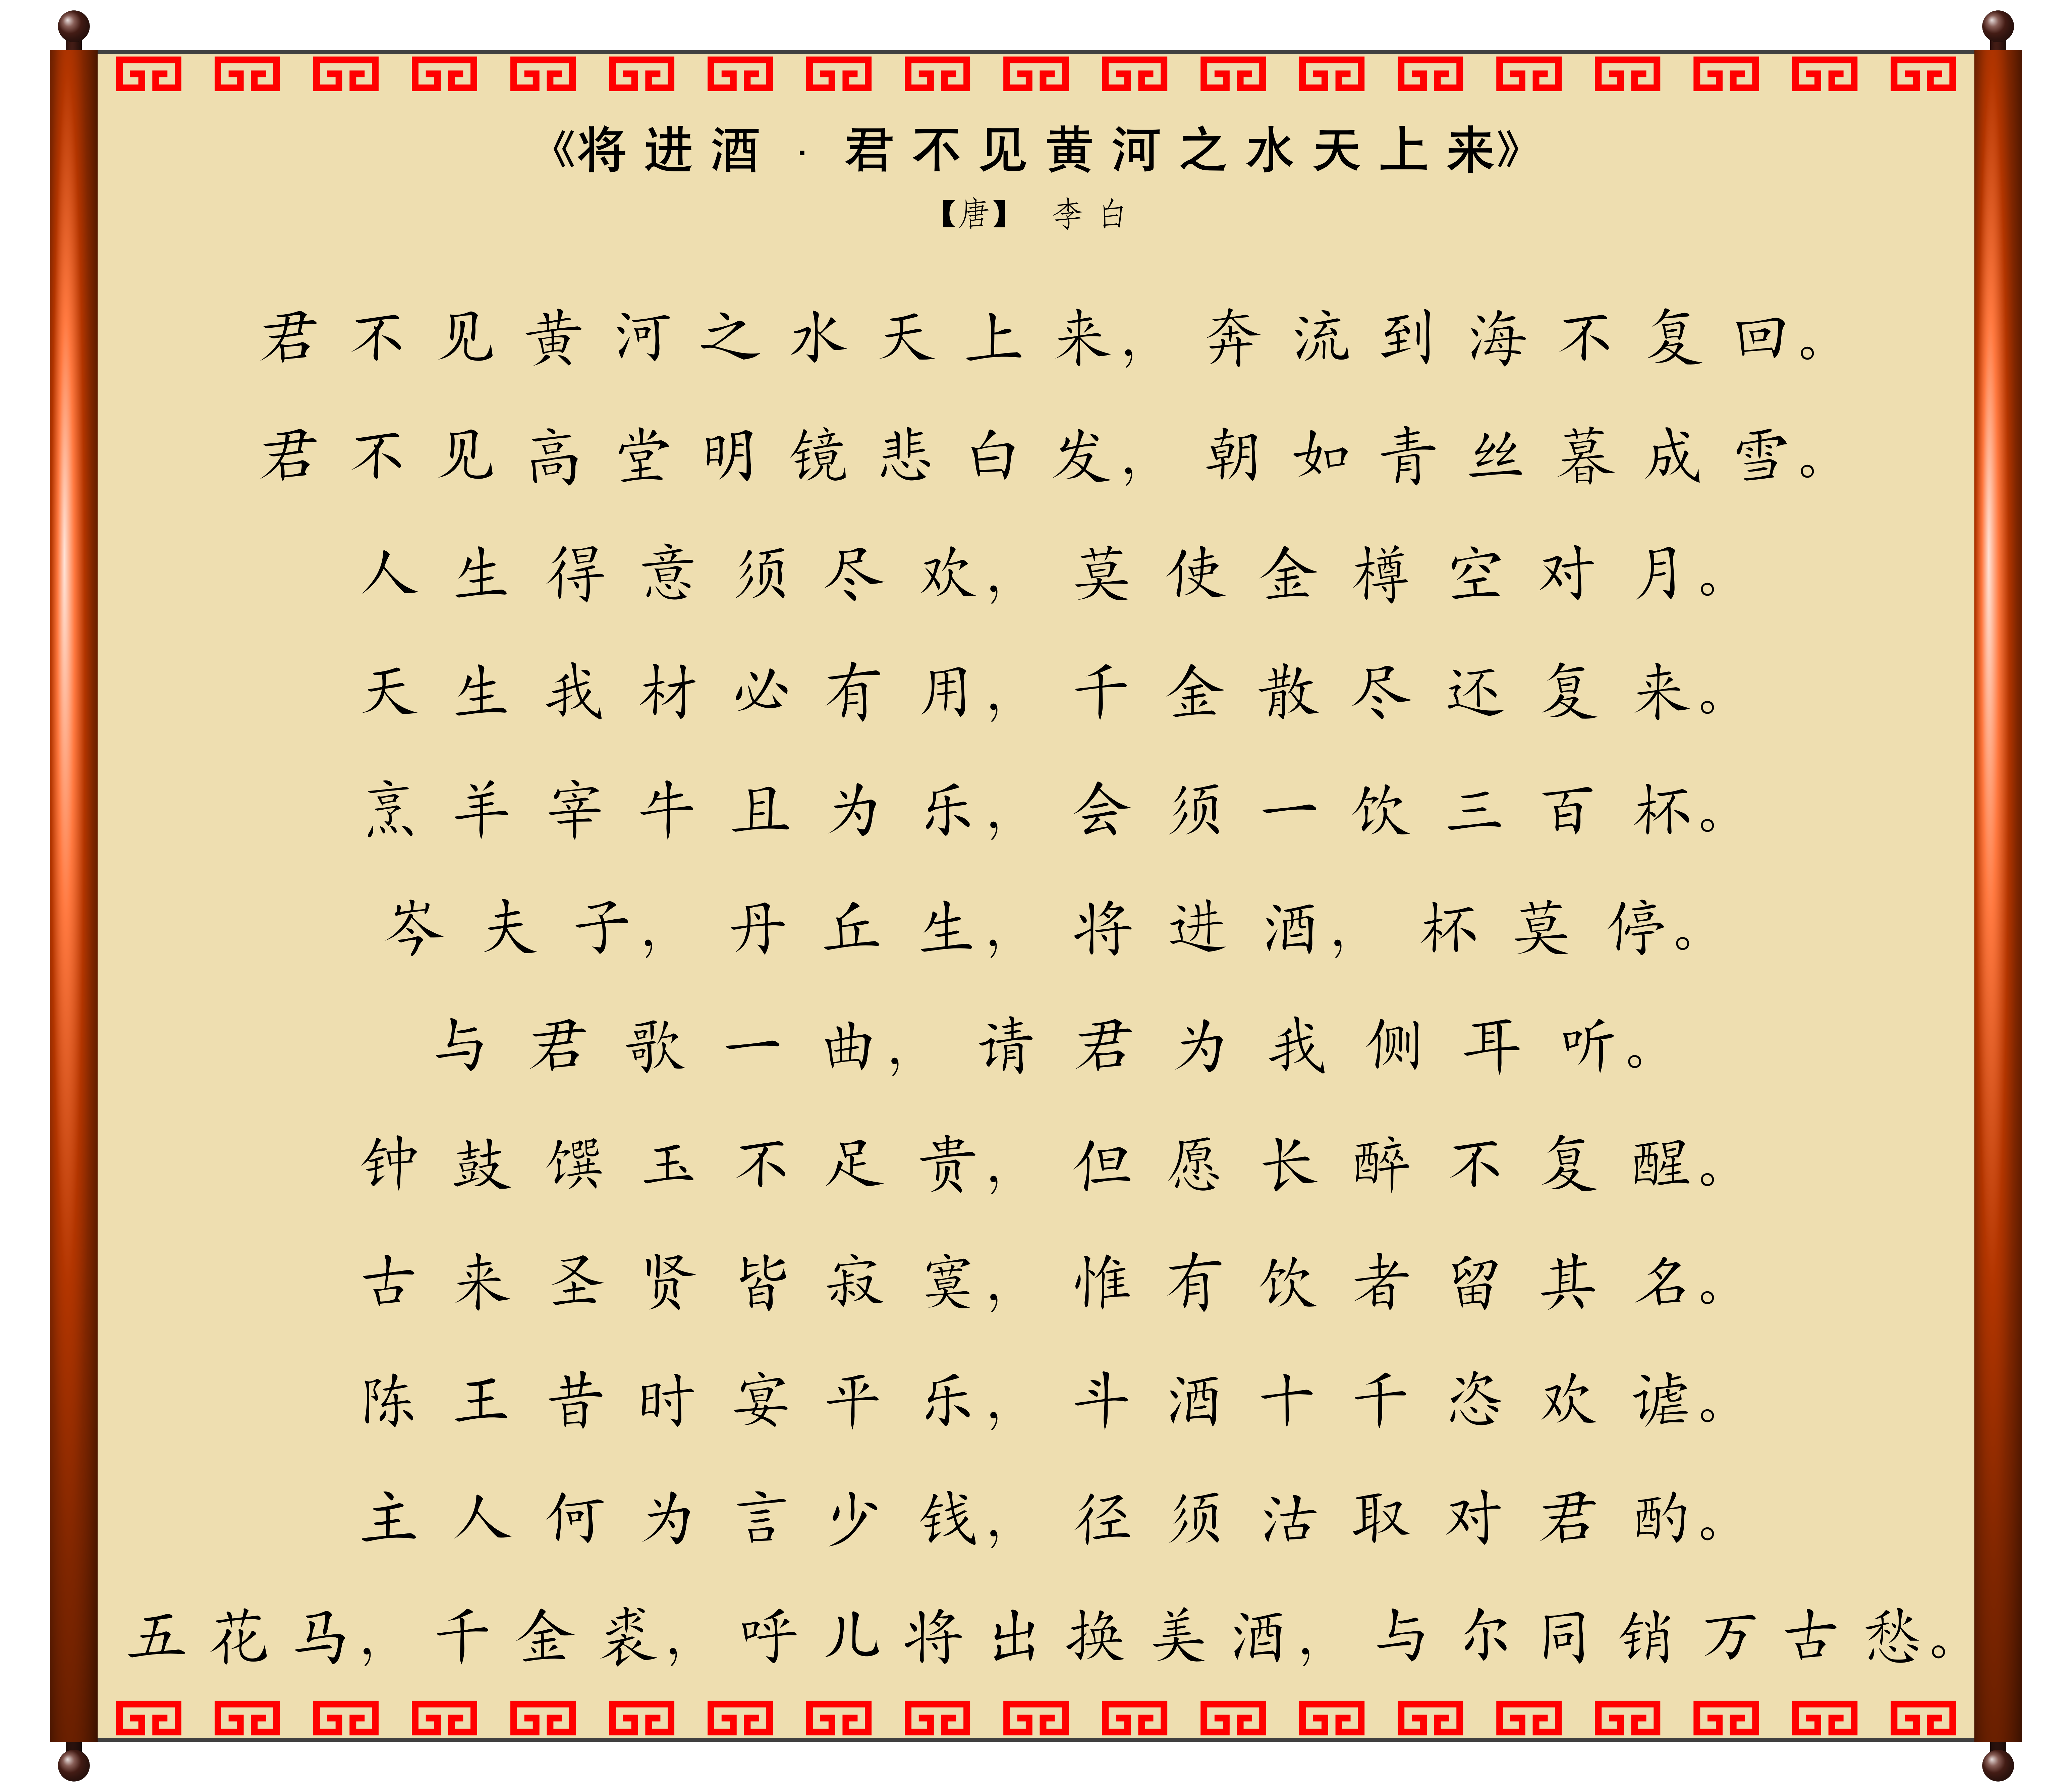 《将进酒 · 君不见黄河之水天上来》
【唐】 李白
君不见黄河之水天上来，奔流到海不复回。
君不见高堂明镜悲白发，朝如青丝暮成雪。
人生得意须尽欢，莫使金樽空对月。
天生我材必有用，千金散尽还复来。
烹羊宰牛且为乐，会须一饮三百杯。
岑夫子，丹丘生，将进酒，杯莫停。
与君歌一曲，请君为我侧耳听。
钟鼓馔玉不足贵，但愿长醉不复醒。
古来圣贤皆寂寞，惟有饮者留其名。
陈王昔时宴平乐，斗酒十千恣欢谑。
主人何为言少钱，径须沽取对君酌。
五花马，千金裘，呼儿将出换美酒，与尔同销万古愁。